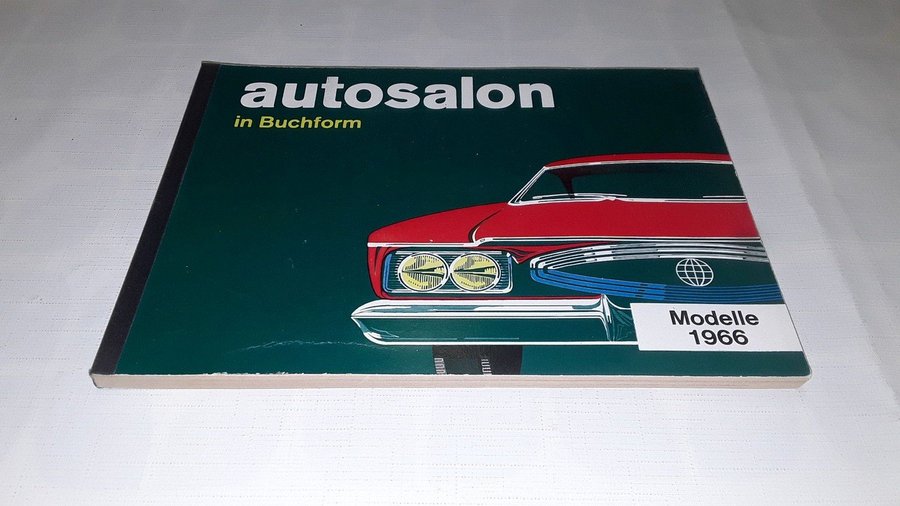 autosalon
in Buchform
Modelle
1966